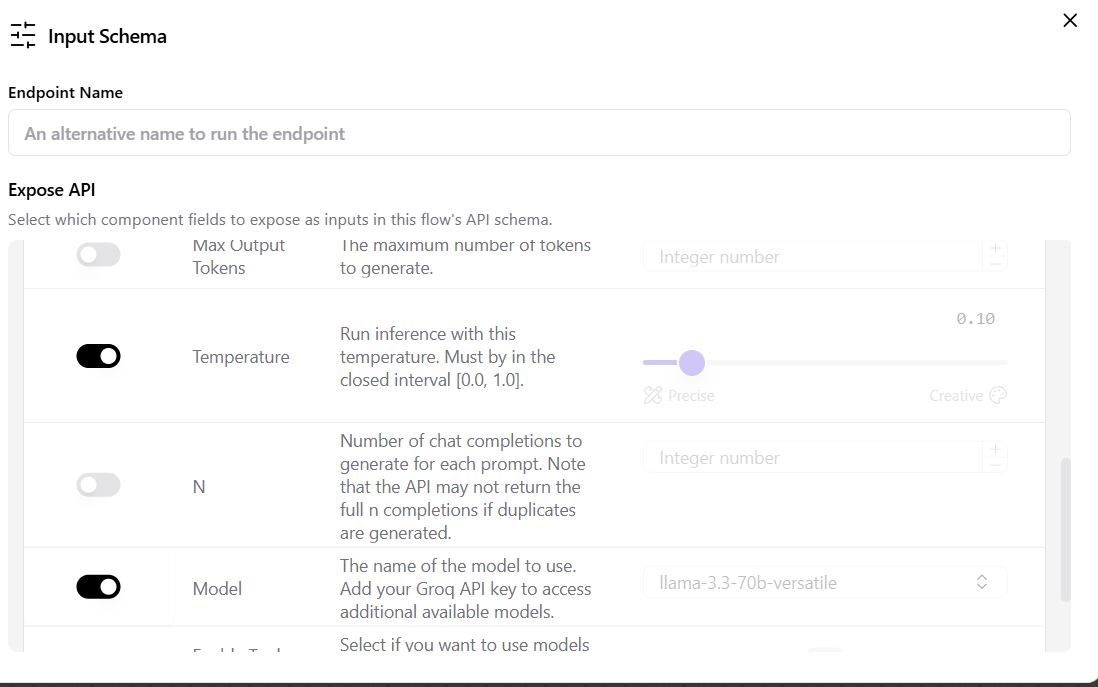 Input Schema
Endpoint Name
An alternative name to run the endpoint
Expose API
Select which component fields to expose as inputs in this flow's API schema.
Max Output
Tokens
The maximum number of tokens
to generate.
Integer number
Temperature
Run inference with this
temperature. Must by in the
closed interval [0.0, 1.0].
0.10
Precise
Creative
N
Number of chat completions to
generate for each prompt. Note
that the API may not return the
full n completions if duplicates
are generated.
Integer number
Model
The name of the model to use.
Add your Groq API key to access
additional available models.
llama-3.3-70b-versatile
Select if you want to use models